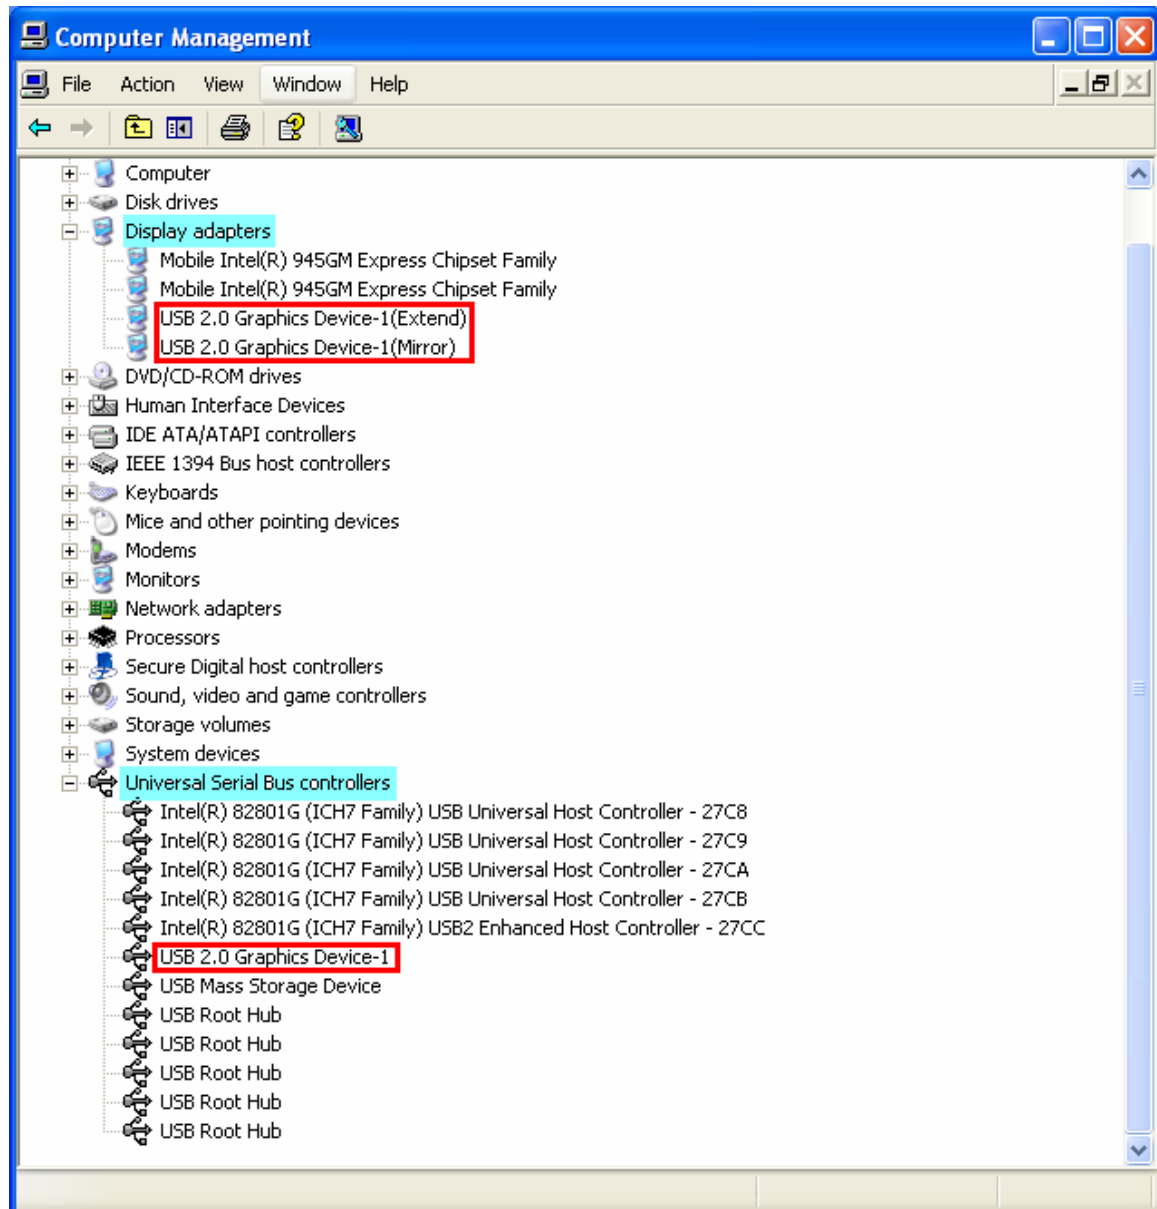 Computer Management
File Action View Window Help
Computer
Disk drives
Display adapters
Mobile Intel(R) 945GM Express Chipset Family
Mobile Intel(R) 945GM Express Chipset Family
USB 2.0 Graphics Device-1(Extend)
USB 2.0 Graphics Device-1(Mirror)
DVD/CD-ROM drives
Human Interface Devices
IDE ATA/ATAPI controllers
IEEE 1394 Bus host controllers
Keyboards
Mice and other pointing devices
Modems
Monitors
Network adapters
Processors
Secure Digital host controllers
Sound, video and game controllers
Storage volumes
System devices
Universal Serial Bus controllers
Intel(R) 82801G (ICH7 Family) USB Universal Host Controller - 27C8
Intel(R) 82801G (ICH7 Family) USB Universal Host Controller - 27C9
Intel(R) 82801G (ICH7 Family) USB Universal Host Controller - 27CA
Intel(R) 82801G (ICH7 Family) USB Universal Host Controller - 27CB
Intel(R) 82801G (ICH7 Family) USB2 Enhanced Host Controller - 27CC
USB 2.0 Graphics Device-1
USB Mass Storage Device
USB Root Hub
USB Root Hub
USB Root Hub
USB Root Hub
USB Root Hub